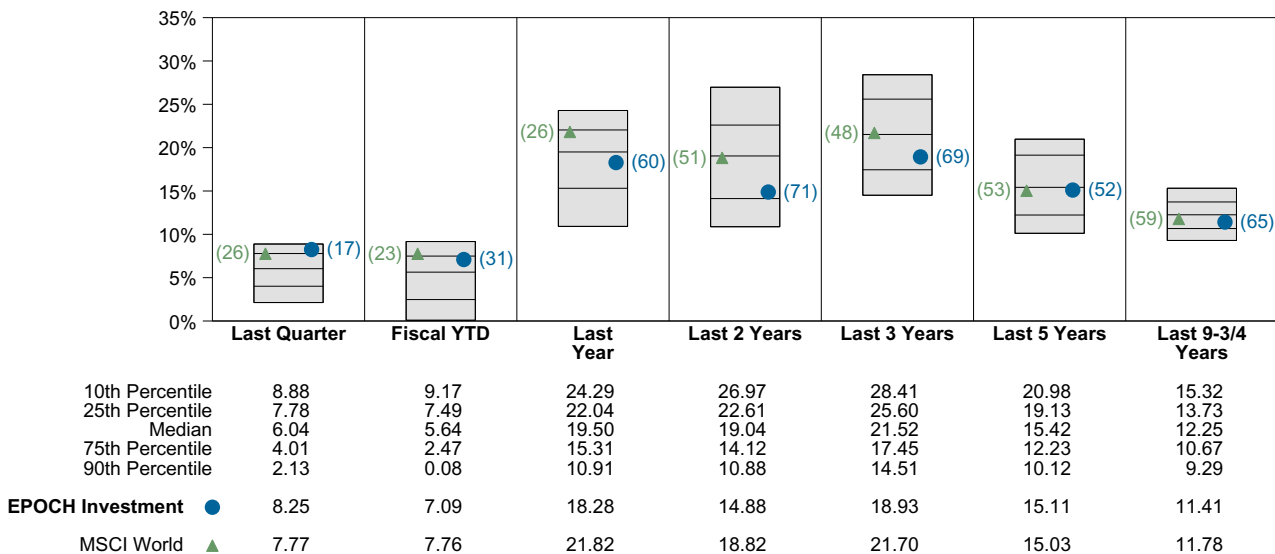 35%
30%
25%
20%
15%
10%
5%
0%
(26) (17)
(23) (31)
(26) (60)
(51) (71)
(48) (69)
(53) (52)
(59) (65)
Last Quarter Fiscal YTD Last Year Last 2 Years Last 3 Years Last 5 Years Last 9-3/4 Years
10th Percentile 8.88 9.17 24.29 26.97 28.41 20.98 15.32
25th Percentile 7.78 7.49 22.04 22.61 25.60 19.13 13.73
Median 6.04 5.64 19.50 19.04 21.52 15.42 12.25
75th Percentile 4.01 2.47 15.31 14.12 17.45 12.23 10.67
90th Percentile 2.13 0.08 10.91 10.88 14.51 10.12 9.29
EPOCH Investment 8.25 7.09 18.28 14.88 18.93 15.11 11.41
MSCI World 7.77 7.76 21.82 18.82 21.70 15.03 11.78